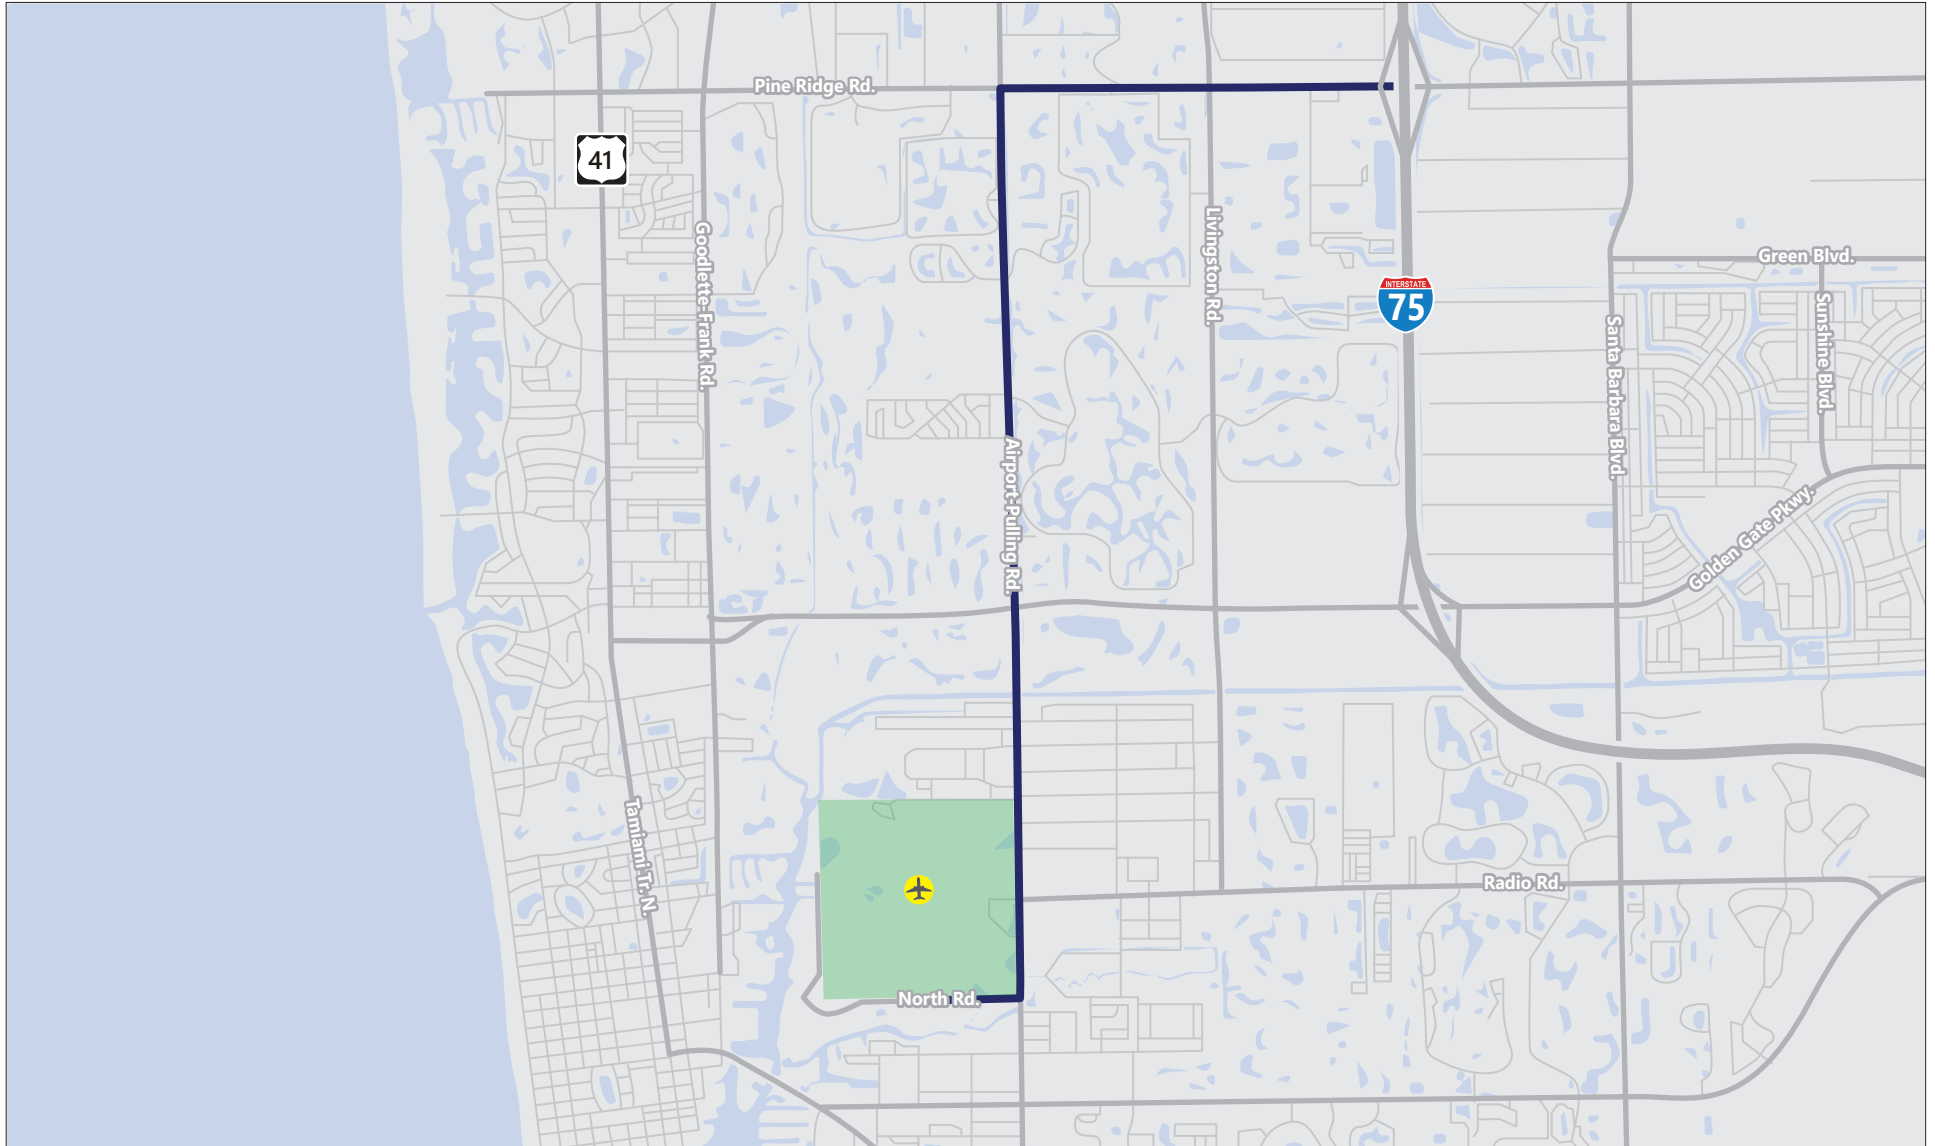 Pine Ridge Rd.
41
Goodlette-Frank Rd.
Livingston Rd.
Green Blvd.
INTERSTATE
75
Sunshine Blvd.
Santa Barbara Blvd.
Airport-Pulling Rd.
Golden Gate Pkwy.
Tamiami Tr. N.
Radio Rd.
North Rd.